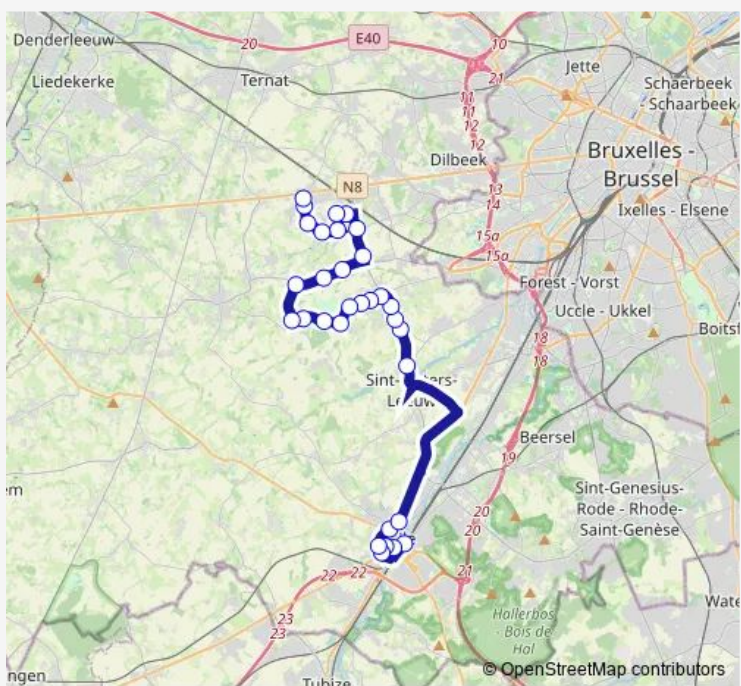 Denderleeuw
20
E40
10
Jette
Liedekerke
Ternat
21
Schaerbeek
- Schaarbeek
11
11
12
12
Dilbeek
Bruxelles -
Brussel
N8
13
14
Ixelles - Elsene
15a
15a
Forest - Vorst
Uccle - Ukkel
Boitsf
18
18
Beersel
19
em
Sint-Genesius-
Rode - Rhode-
Saint-Genèse
20
20
22
22
21
23
23
Hallerbos
- Bois de
Hal
Wate
ngen
Tubize
© OpenStreetMap contributors